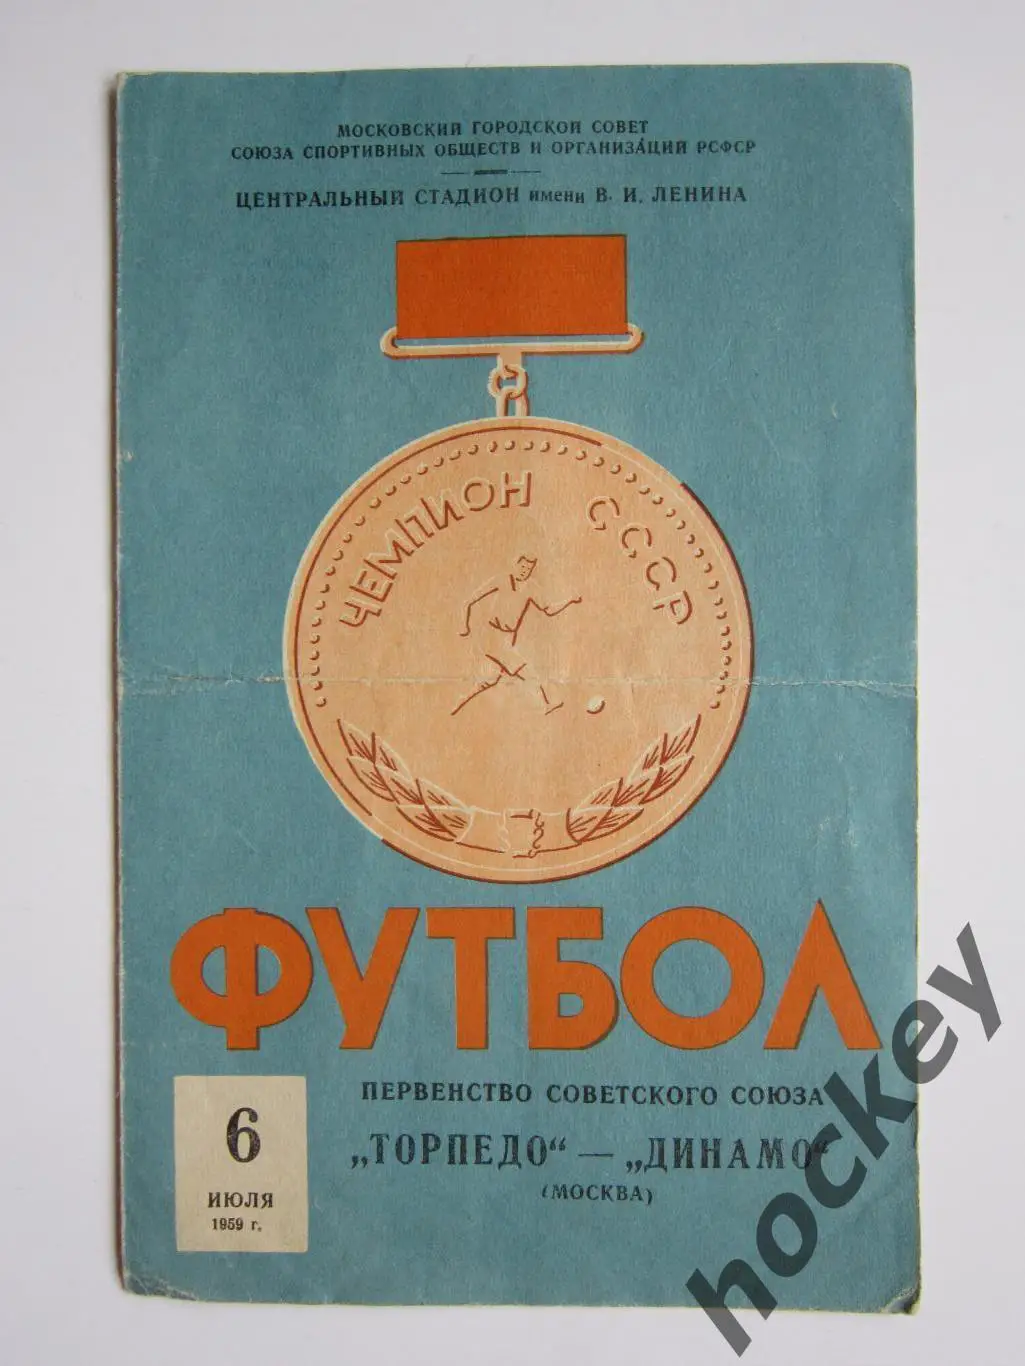 МОСКОВСКИЙ ГОРОДСКОЙ СОВЕТ
СОЮЗА СПОРТИВНЫХ ОБЩЕСТВ И ОРГАНИЗАЦИЙ РСФСР
ЦЕНТРАЛЬНЫЙ СТАДИОН имени В. И. ЛЕНИНА
ЧЕМПИОН СССР
ФУТБОЛ
6
ИЮЛЯ
1959 г.
ПЕРВЕНСТВО СОВЕТСКОГО СОЮЗА
„ТОРПЕДО“ — „ДИНАМО“
(МОСКВА)
hockey